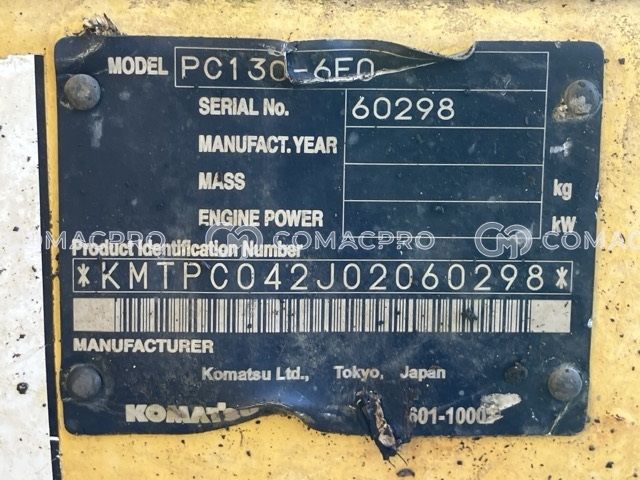 MODEL PC130-6E0
SERIAL No. 60298
MANUFACT.YEAR
MASS kg
ENGINE POWER kW
COMACPRO COMACPRO
Product Identification Number
*KMTPC042J02060298*
MANUFACTURER
Komatsu Ltd., Tokyo, Japan
KOMATSU